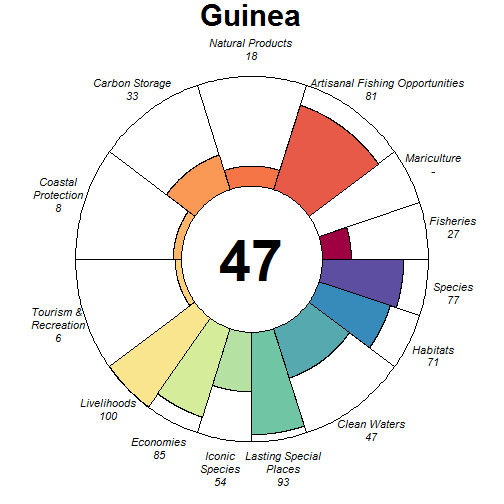 Guinea
Natural Products
18
Carbon Storage
33
Artisanal Fishing Opportunities
81
Mariculture
-
Coastal
Protection
8
Fisheries
27
47
Species
77
Tourism &
Recreation
6
Habitats
71
Livelihoods
100
Clean Waters
47
Economies
85
Iconic
Species
54
Lasting Special
Places
93